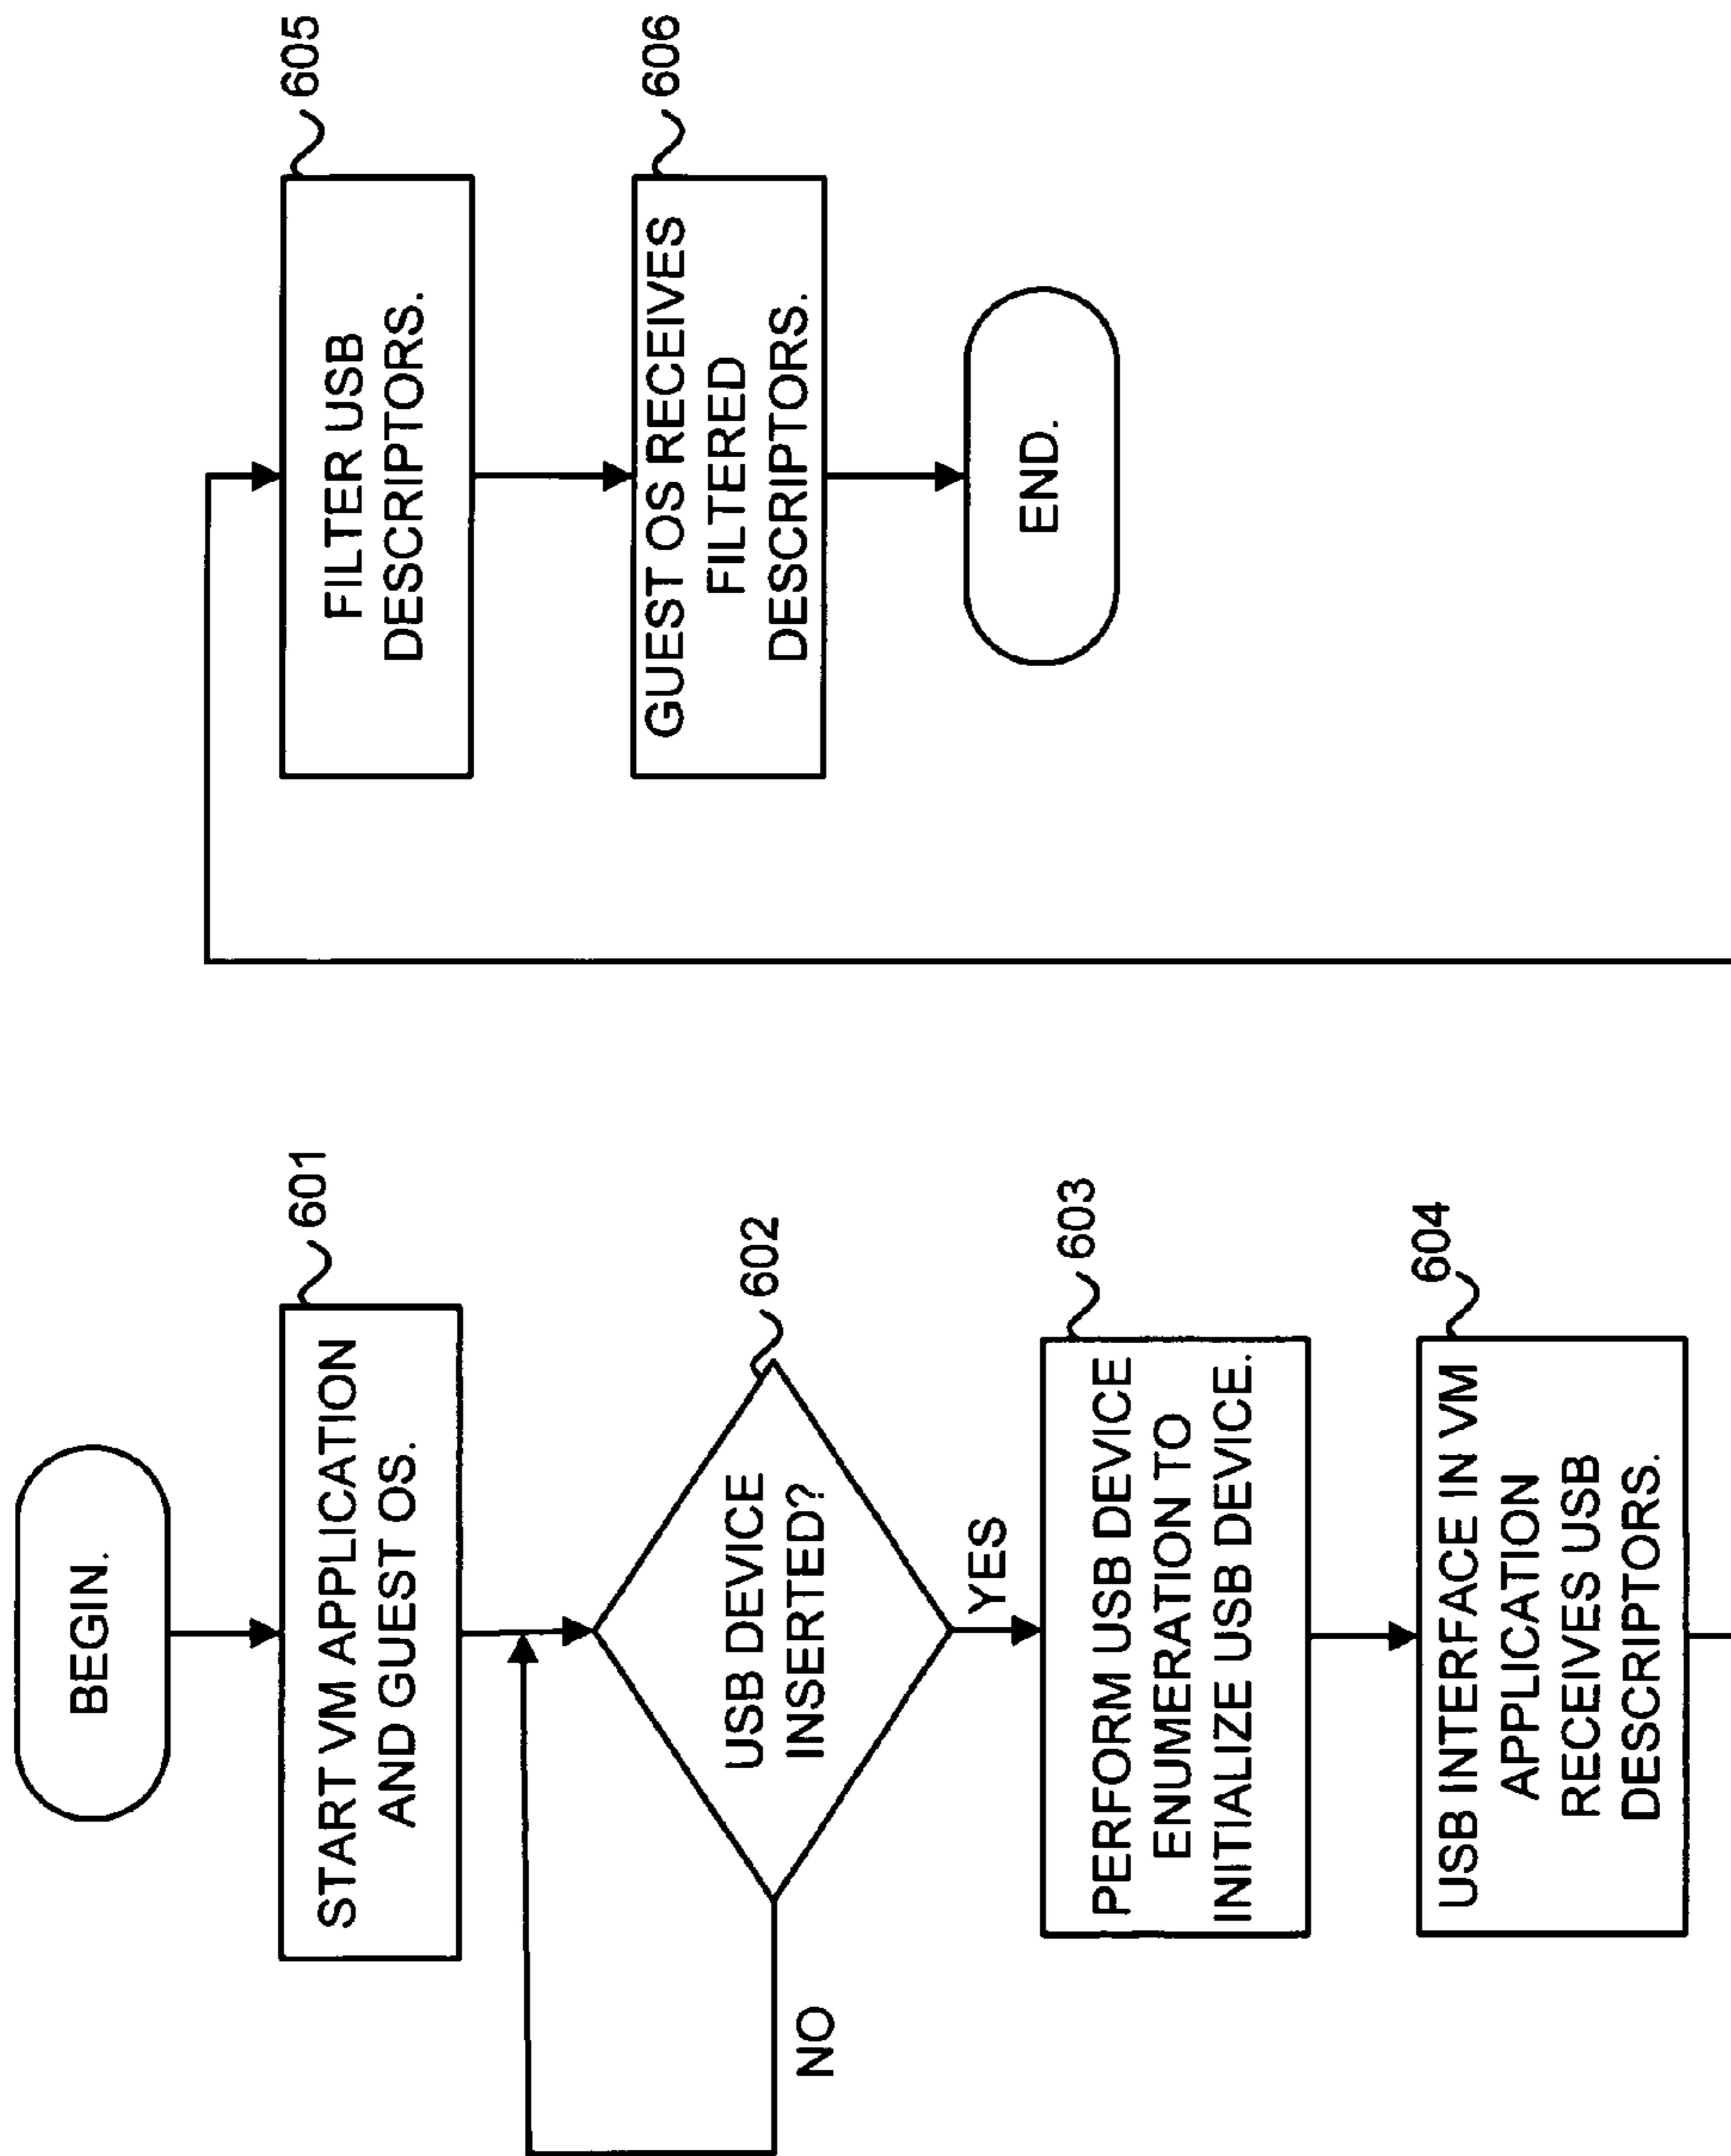 BEGIN.
START VM APPLICATION
AND GUEST OS.
601
USB DEVICE
INSERTED?
602
NO
YES
PERFORM USB DEVICE
ENUMERATION TO
INITIALIZE USB DEVICE.
603
USB INTERFACE IN VM
APPLICATION
RECEIVES USB
DESCRIPTORS.
604
FILTER USB
DESCRIPTORS.
605
GUEST OS RECEIVES
FILTERED
DESCRIPTORS.
606
END.